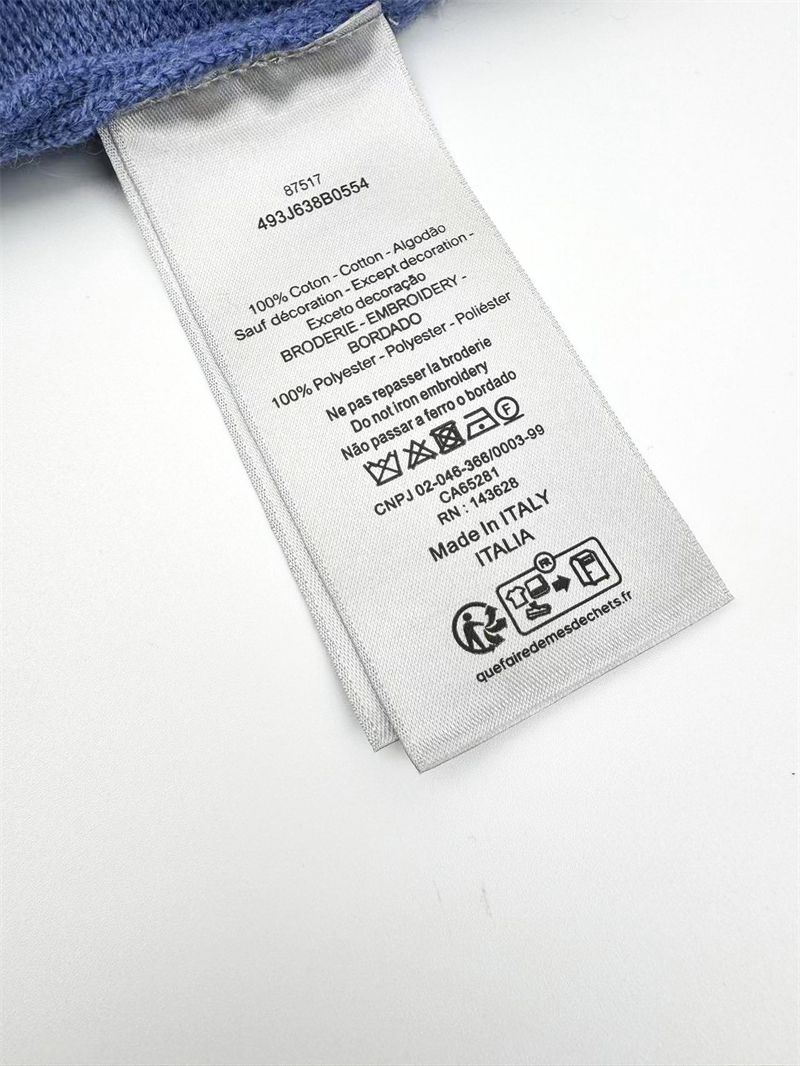 87517
493J638B0554
100% Coton - Cotton - Algodão
Sauf décoration - Except decoration -
Exceto decoração
BRODERIE - EMBROIDERY -
BORDADO
100% Polyester - Polyester - Poliéster
Ne pas repasser la broderie
Do not iron embroidery
Não passar a ferro o bordado
F
CNPJ 02-046-366/0003-99
CA65281
RN : 143628
Made In ITALY
ITALIA
FR
quefairedemesdechets.fr